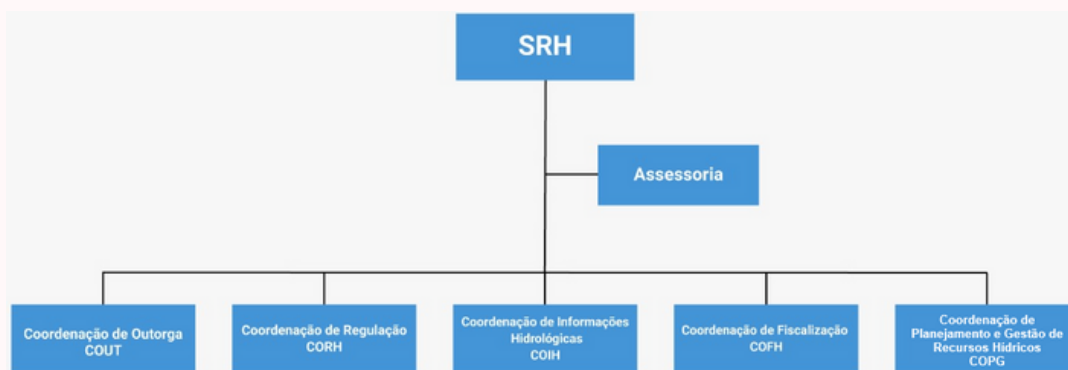 SRH
Assessoria
Coordenação de Outorga
COUT
Coordenação de Regulação
CORH
Coordenação de Informações
Hidrológicas
COIH
Coordenação de Fiscalização
COFH
Coordenação de
Planejamento e Gestão de
Recursos Hídricos
COPG